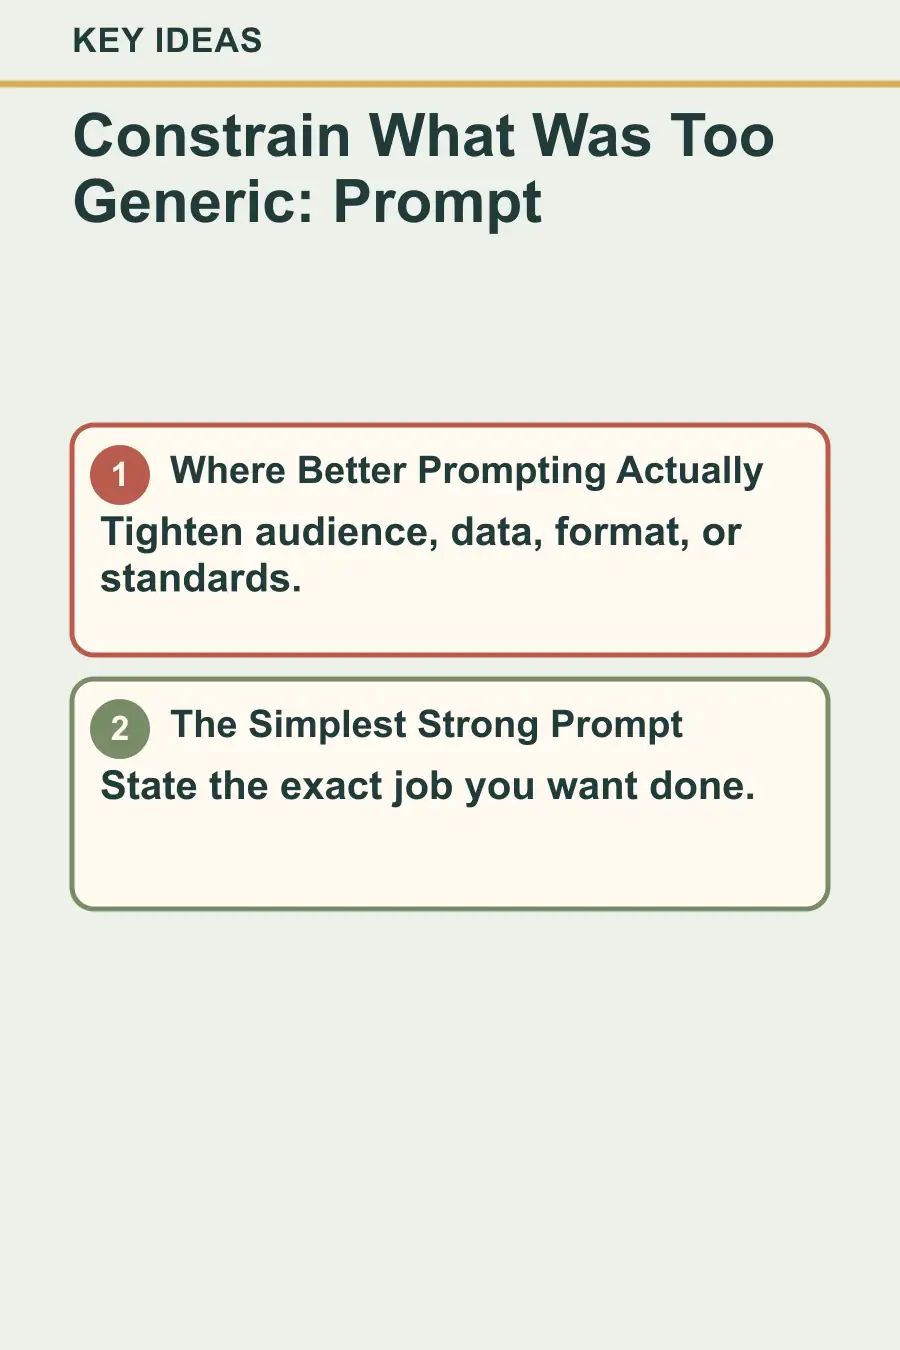 KEY IDEAS
Constrain What Was Too
Generic: Prompt
1 Where Better Prompting Actually
Tighten audience, data, format, or
standards.
2 The Simplest Strong Prompt
State the exact job you want done.